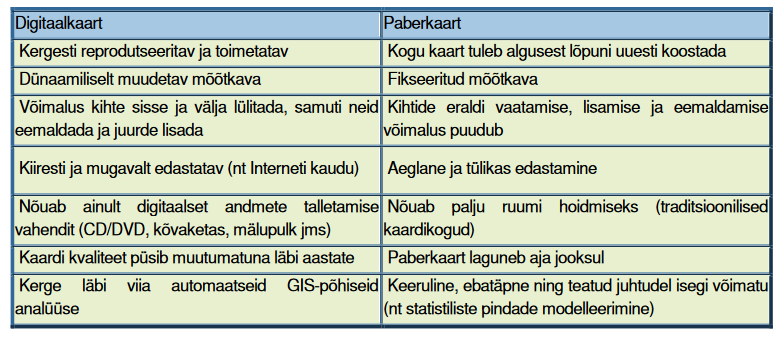 Digitaalkaart Paberkaart
Kergesti reprodutseeritav ja toimetatav Kogu kaart tuleb algusest lõpuni uuesti koostada
Dünaamiliselt muudetav mõõtkava Fikseeritud mõõtkava
Võimalus kihte sisse ja välja lülitada, samuti neid Kihtide eraldi vaatamise, lisamise ja eemaldamise
eemaldada ja juurde lisada võimalus puudub
Kiiresti ja mugavalt edastatav (nt Interneti kaudu) Aeglane ja tülikas edastamine
Nõuab ainult digitaalset andmete talletamise Nõuab palju ruumi hoidmiseks (traditsioonilised
vahendit (CD/DVD, kõvaketas, mälupulk jms) kaardikogud)
Kaardi kvaliteet püsib muutumatuna läbi aastate Paberkaart laguneb aja jooksul
Kerge läbi viia automaatseid GIS-põhiseid Keeruline, ebatäpne ning teatud juhtudel isegi võimatu
analüüse (nt statistiliste pindade modelleerimine)